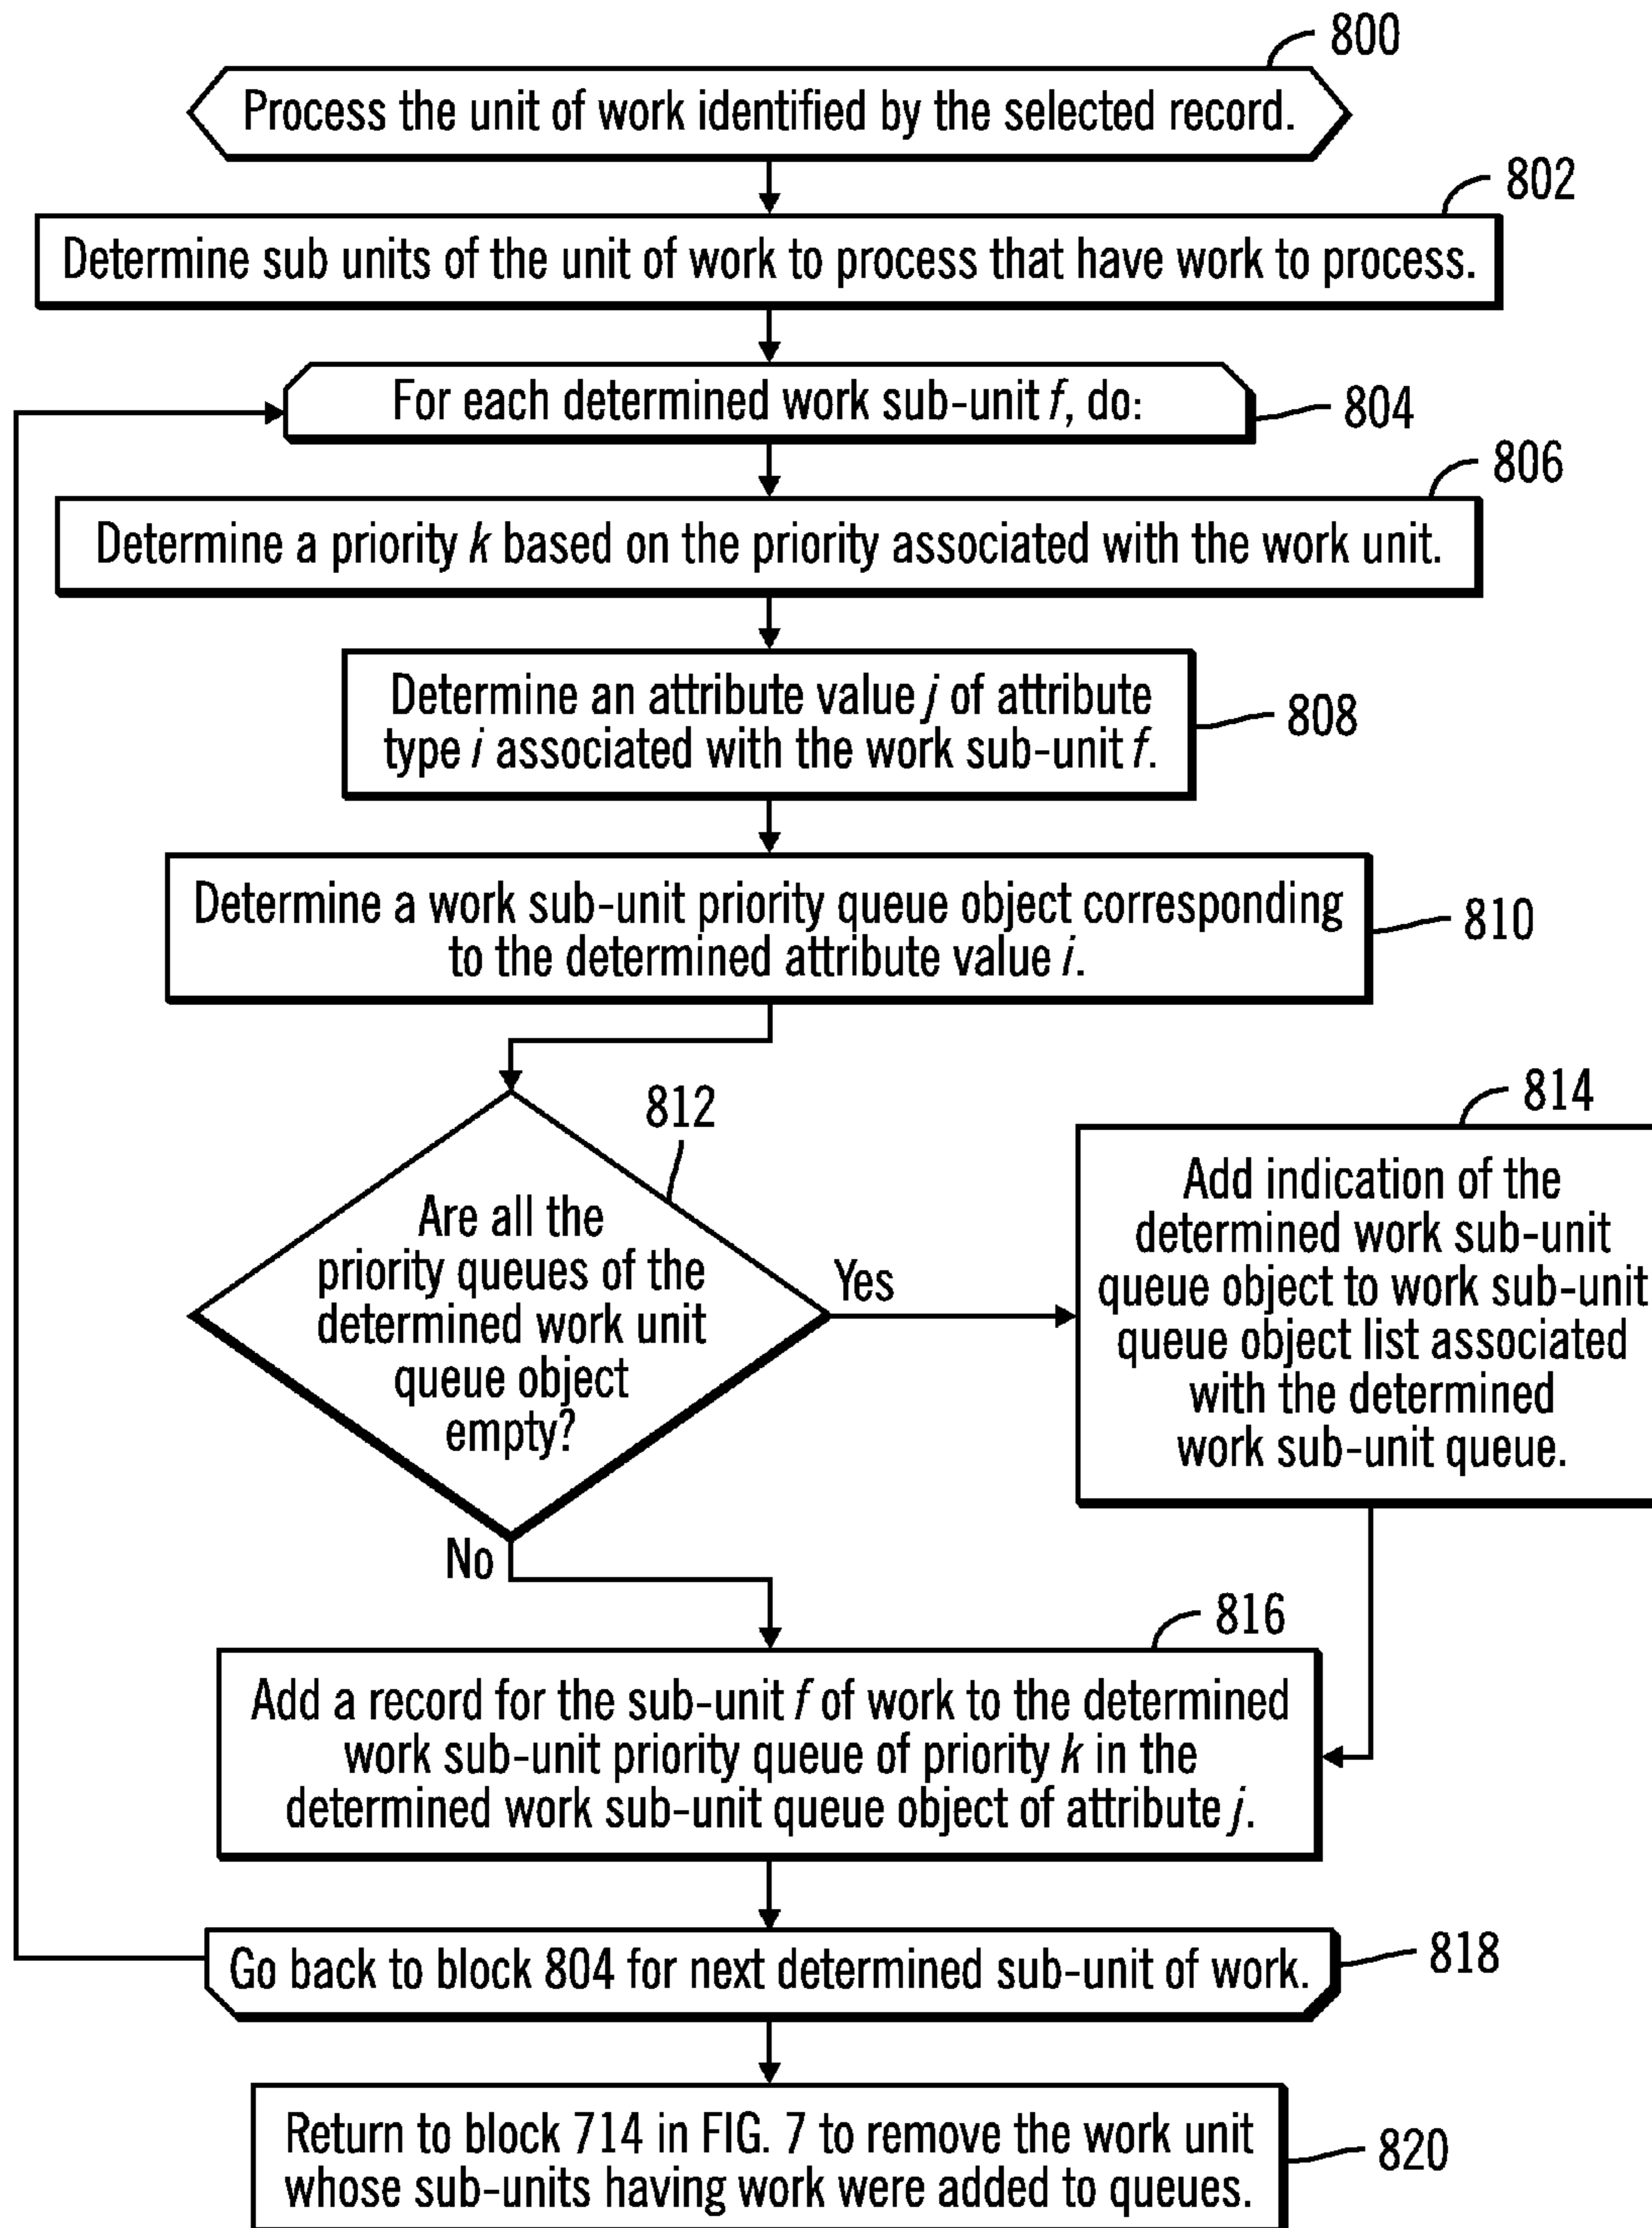 800
Process the unit of work identified by the selected record.
802
Determine sub units of the unit of work to process that have work to process.
For each determined work sub-unit f, do:
804
806
Determine a priority k based on the priority associated with the work unit.
Determine an attribute value j of attribute
type i associated with the work sub-unit f.
808
Determine a work sub-unit priority queue object corresponding
to the determined attribute value i.
810
812
Are all the
priority queues of the
determined work unit
queue object
empty?
Yes
No
814
Add indication of the
determined work sub-unit
queue object to work sub-unit
queue object list associated
with the determined
work sub-unit queue.
816
Add a record for the sub-unit f of work to the determined
work sub-unit priority queue of priority k in the
determined work sub-unit queue object of attribute j.
Go back to block 804 for next determined sub-unit of work.
818
Return to block 714 in FIG. 7 to remove the work unit
whose sub-units having work were added to queues.
820